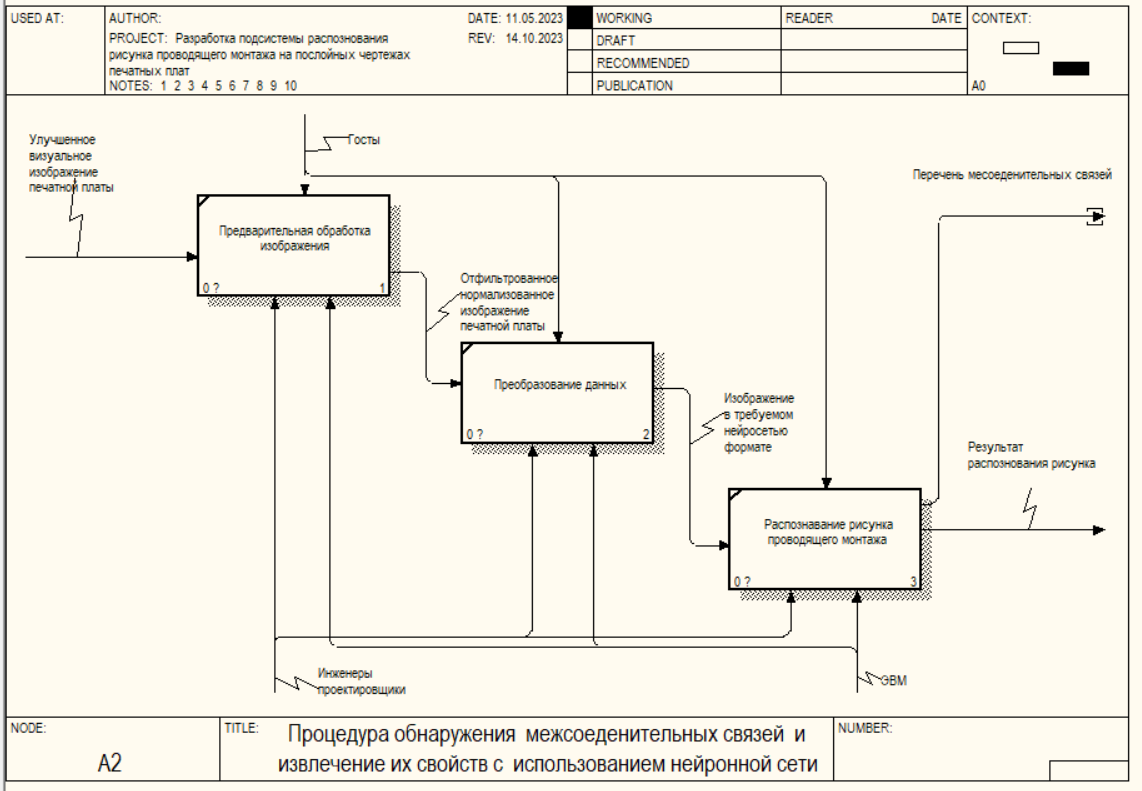 USED AT:
AUTHOR:
DATE: 11.05.2023
PROJECT: Разработка подсистемы распознования
рисунка проводящего монтажа на послойных чертежах
печатных плат
REV: 14.10.2023
NOTES: 1 2 3 4 5 6 7 8 9 10
WORKING
DRAFT
RECOMMENDED
PUBLICATION
READER
DATE
CONTEXT:
A0
Улучшенное
визуальное
изображение
печатной платы
Госты
Перечень месоеденительных связей
Предварительная обработка
изображения
0 ?
1
Отфильтрованное
нормализованное
изображение
печатной платы
Преобразование данных
0 ?
2
Изображение
в требуемом
нейросетью
формате
Результат
распознования рисунка
Распознавание рисунка
проводящего монтажа
0 ?
3
Инженеры
проектировщики
ЭВМ
NODE:
A2
TITLE:
Процедура обнаружения межсоеденительных связей и
извлечение их свойств с использованием нейронной сети
NUMBER: